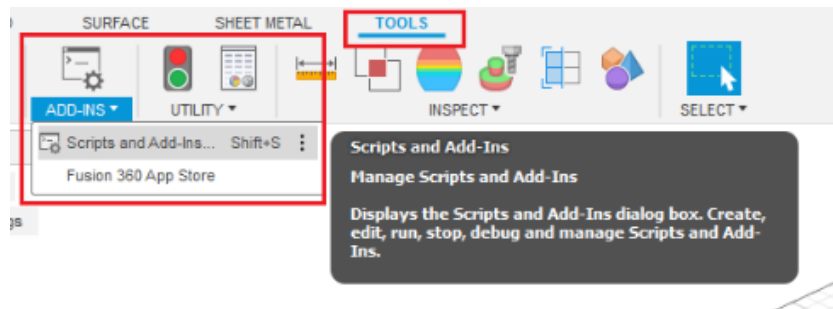 SURFACE SHEET METAL TOOLS
ADD-INS UTILITY INSPECT SELECT
Scripts and Add-Ins... Shift+S
Fusion 360 App Store
gs
Scripts and Add-Ins
Manage Scripts and Add-Ins
Displays the Scripts and Add-Ins dialog box. Create,
edit, run, stop, debug and manage Scripts and Add-
Ins.